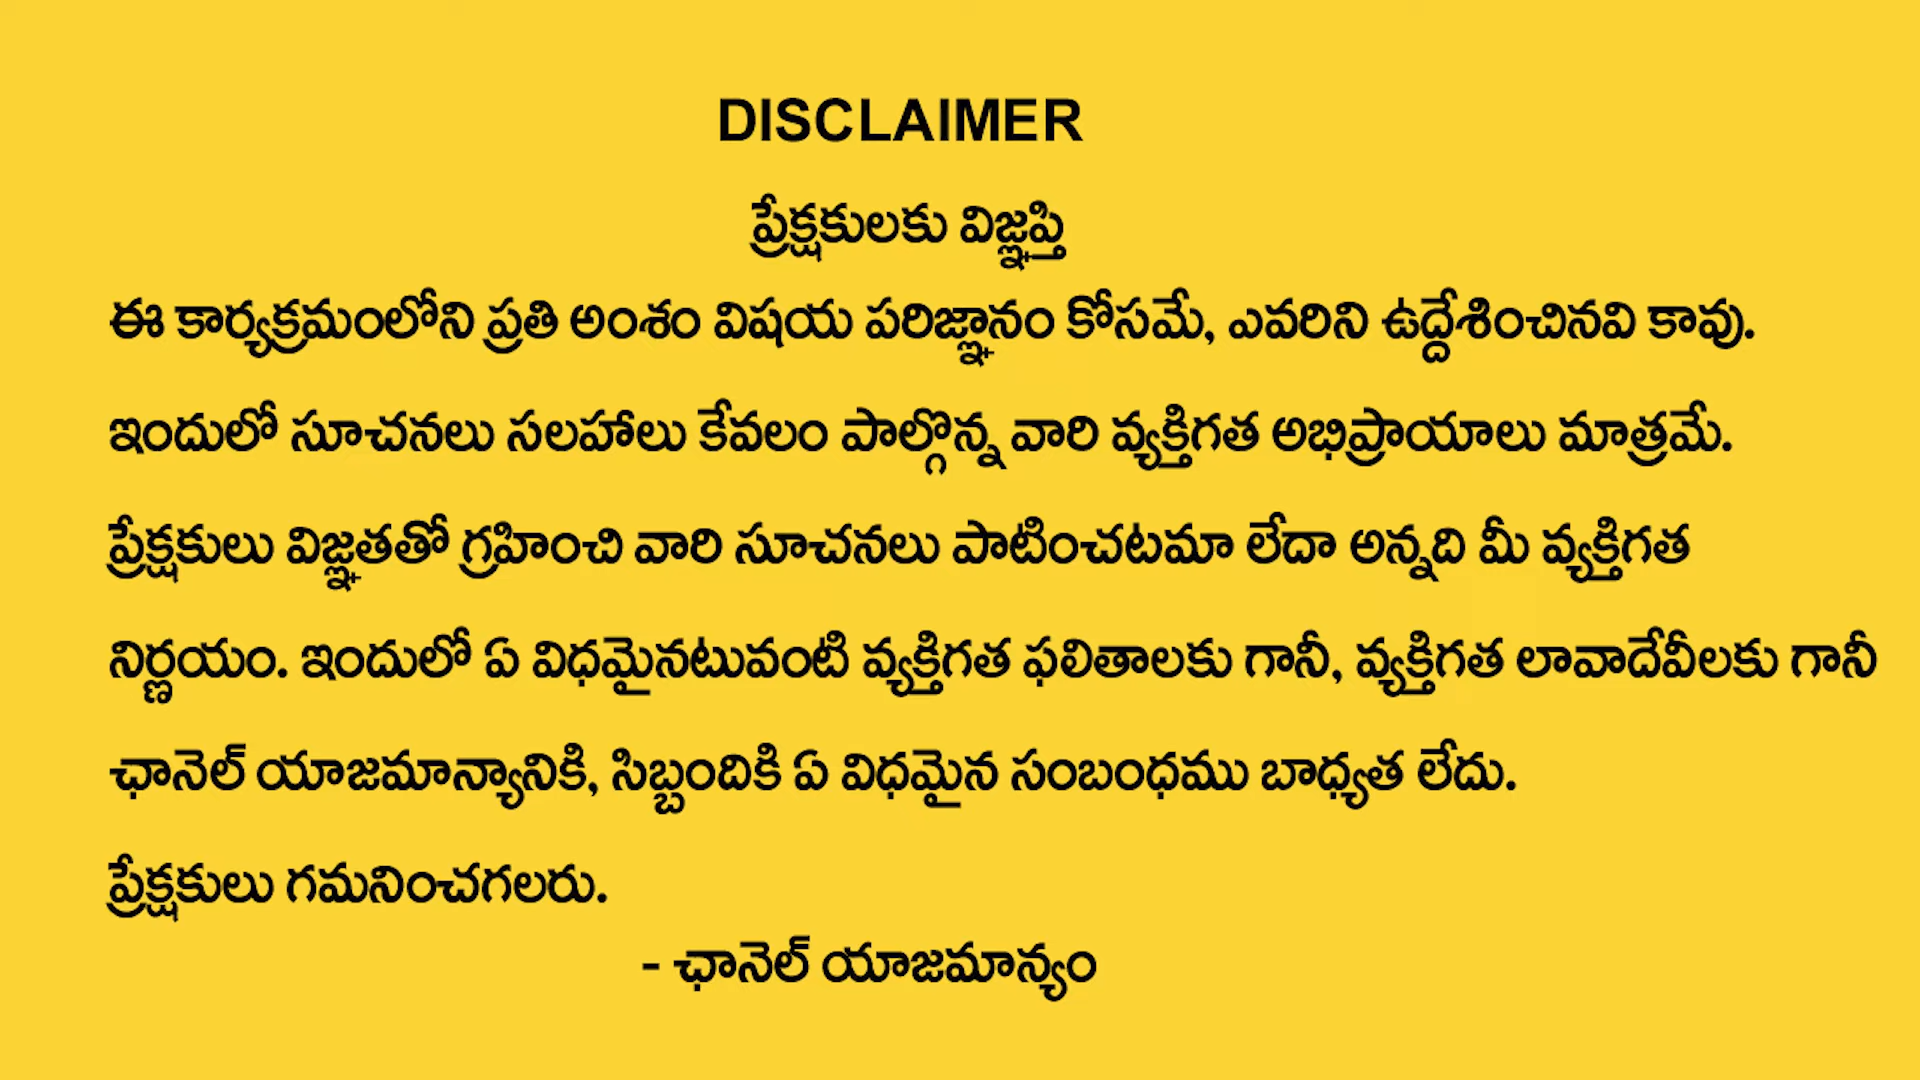 DISCLAIMER
ప్రేక్షకులకు విజ్ఞప్తి
ఈ కార్యక్రమంలోని ప్రతి అంశం విషయ పరిజ్ఞానం కోసమే, ఎవరిని ఉద్దేశించినవి కావు.
ఇందులో సూచనలు సలహాలు కేవలం పాల్గొన్న వారి వ్యక్తిగత అభిప్రాయాలు మాత్రమే.
ప్రేక్షకులు విజ్ఞతతో గ్రహించి వారి సూచనలు పాటించటమా లేదా అన్నది మీ వ్యక్తిగత
నిర్ణయం. ఇందులో ఏ విధమైనటువంటి వ్యక్తిగత ఫలితాలకు గానీ, వ్యక్తిగత లావాదేవీలకు గానీ
ఛానెల్ యాజమాన్యానికి, సిబ్బందికి ఏ విధమైన సంబంధము బాధ్యత లేదు.
ప్రేక్షకులు గమనించగలరు.
- ఛానెల్ యాజమాన్యం